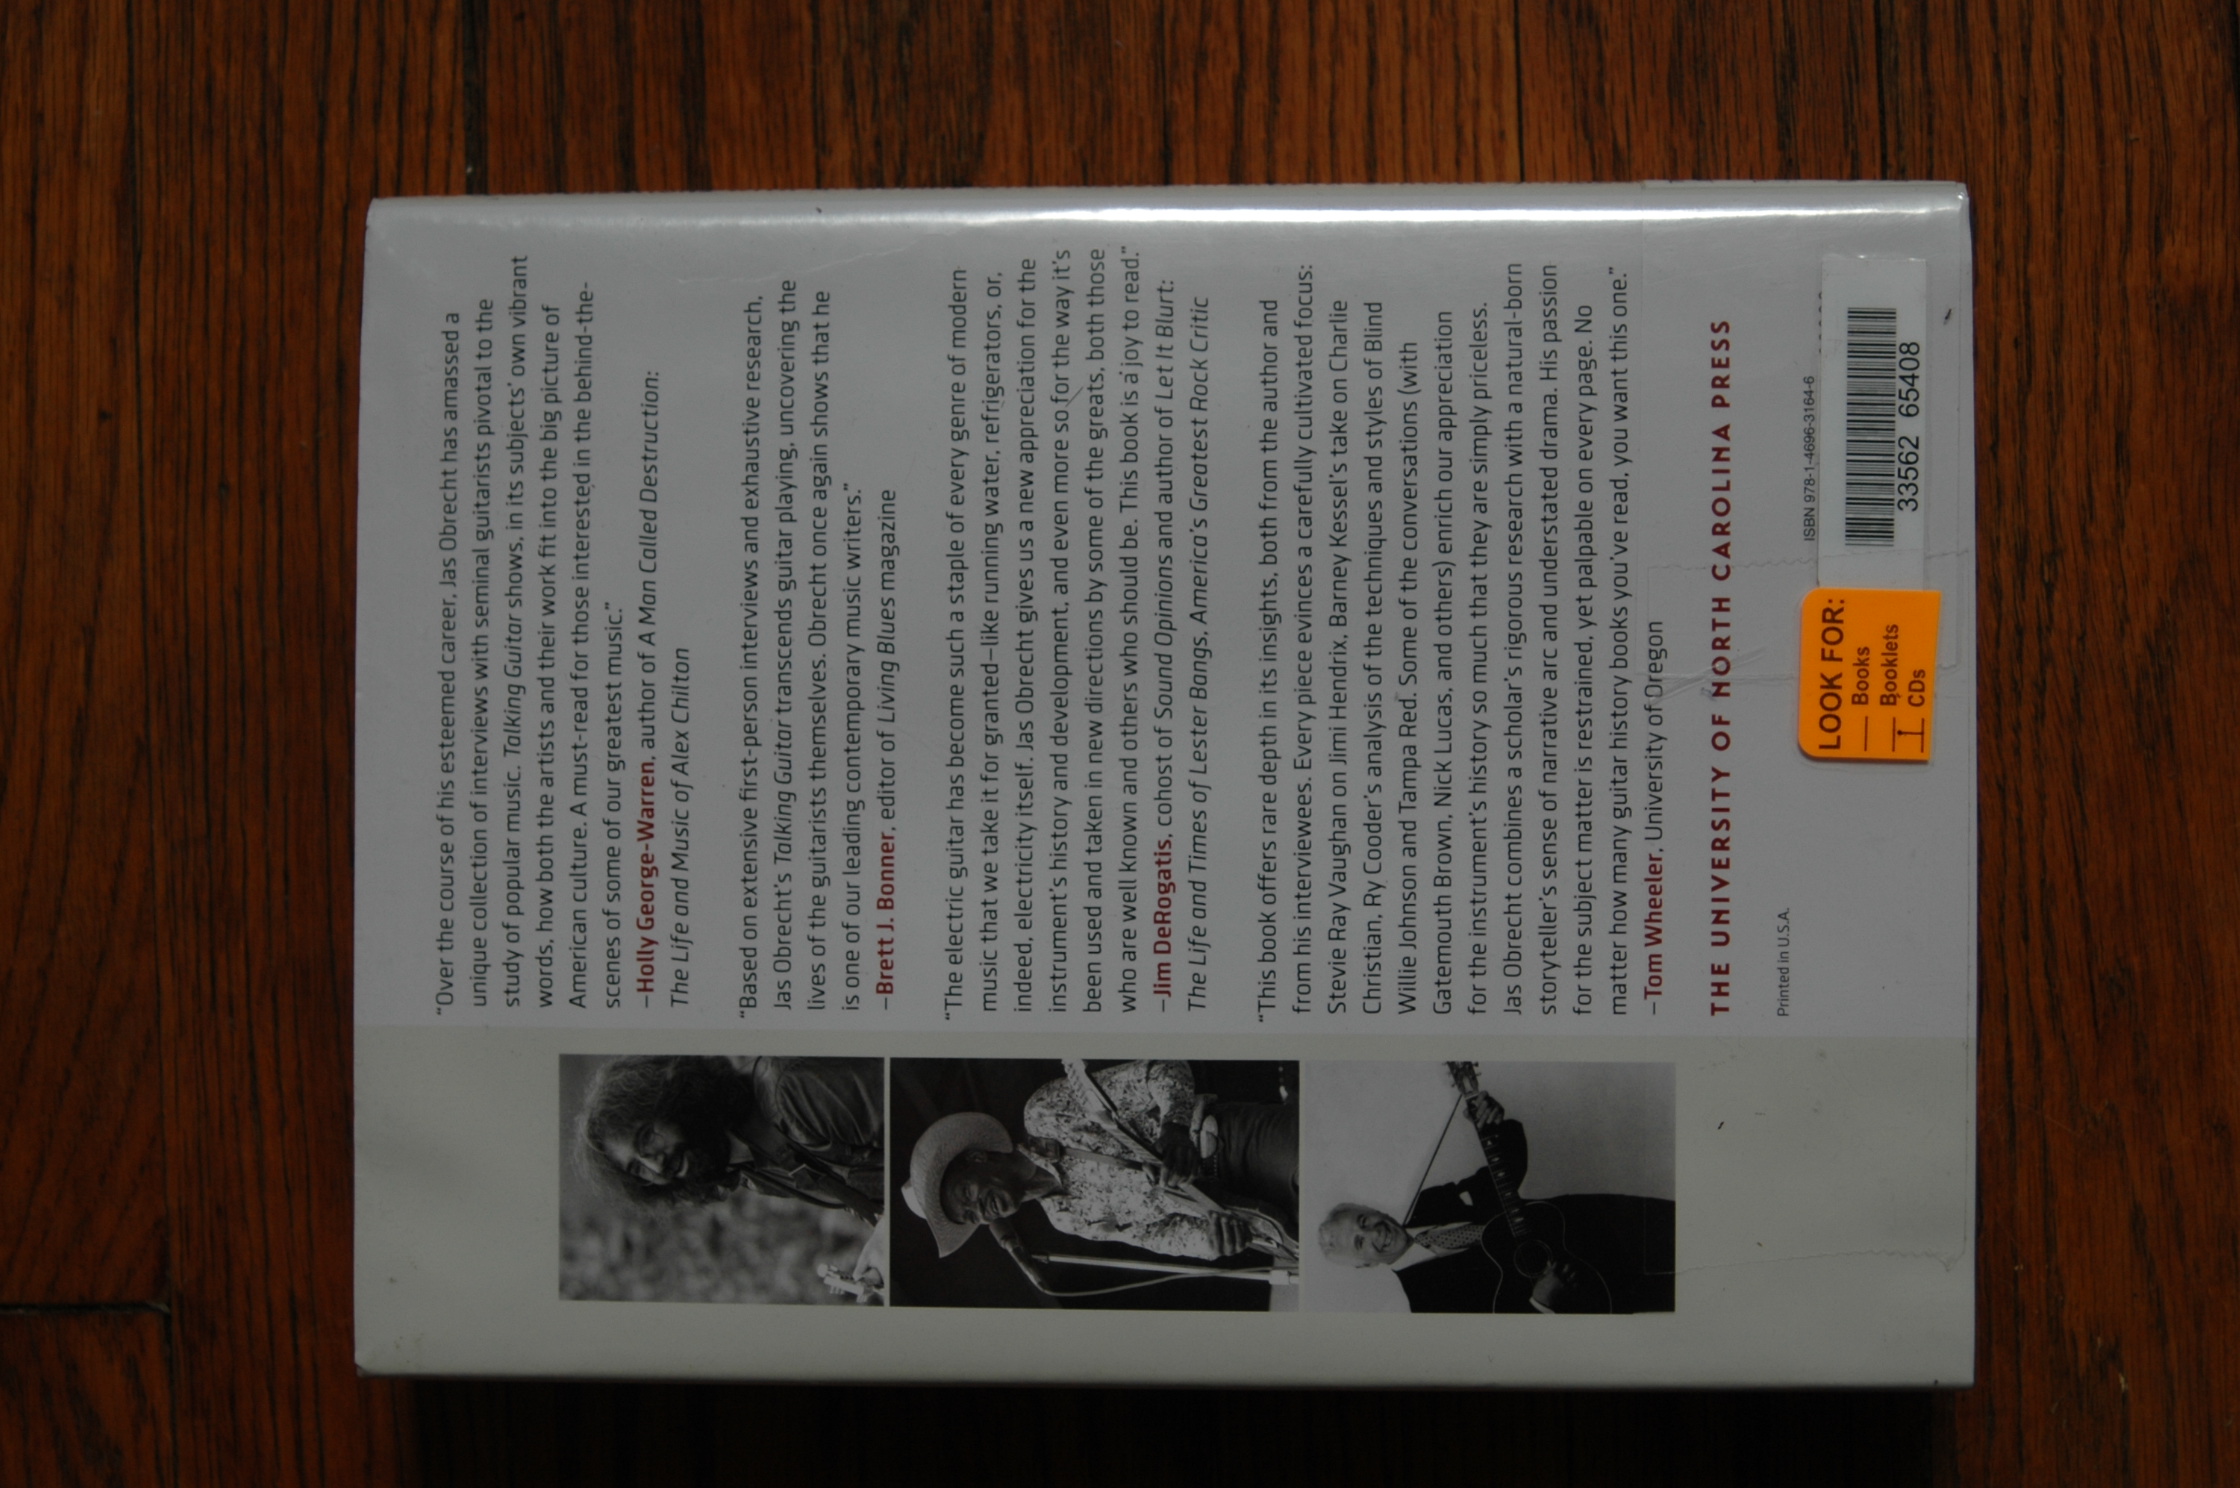 "Over the course of his esteemed career, Jas Obrecht has amassed a
unique collection of interviews with seminal guitarists pivotal to the
study of popular music. Talking Guitar shows, in its subjects' own vibrant
words, how both the artists and their work fit into the big picture of
American culture. A must-read for those interested in the behind-the-
scenes of some of our greatest music."
—Holly George-Warren, author of A Man Called Destruction:
The Life and Music of Alex Chilton
"Based on extensive first-person interviews and exhaustive research,
Jas Obrecht's Talking Guitar transcends guitar playing, uncovering the
lives of the guitarists themselves. Obrecht once again shows that he
is one of our leading contemporary music writers."
—Brett J. Bonner, editor of Living Blues magazine
"The electric guitar has become such a staple of every genre of modern
music that we take it for granted—like running water, refrigerators, or,
indeed, electricity itself. Jas Obrecht gives us a new appreciation for the
instrument's history and development, and even more so for the way it's
been used and taken in new directions by some of the greats, both those
who are well known and others who should be. This book is a joy to read."
—Jim DeRogatis, cohost of Sound Opinions and author of Let It Blurt:
The Life and Times of Lester Bangs, America's Greatest Rock Critic
"This book offers rare depth in its insights, both from the author and
from his interviewees. Every piece evinces a carefully cultivated focus:
Stevie Ray Vaughan on Jimi Hendrix, Barney Kessel's take on Charlie
Christian, Ry Cooder's analysis of the techniques and styles of Blind
Willie Johnson and Tampa Red. Some of the conversations (with
Gatemouth Brown, Nick Lucas, and others) enrich our appreciation
for the instrument's history so much that they are simply priceless.
Jas Obrecht combines a scholar's rigorous research with a natural-born
storyteller's sense of narrative arc and understated drama. His passion
for the subject matter is restrained, yet palpable on every page. No
matter how many guitar history books you've read, you want this one."
—Tom Wheeler, University of Oregon
THE UNIVERSITY OF NORTH CAROLINA PRESS
Printed in U.S.A.
ISBN 978-1-4696-3164-6
LOOK FOR:
Books
Booklets
1 CDs
33562 65408